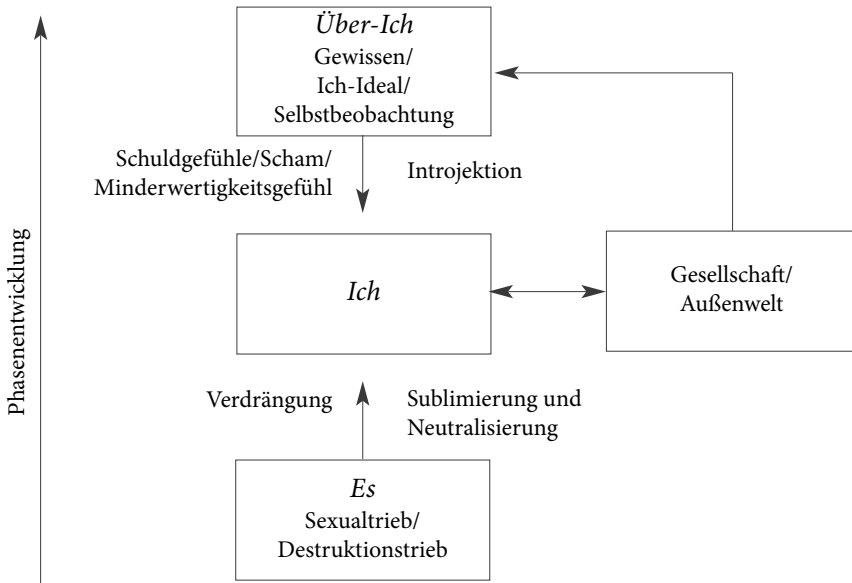 Über-Ich
Gewissen/
Ich-Ideal/
Selbstbeobachtung
Schuldgefühle/Scham/
Minderwertigkeitsgefühl
Introjektion
Phasenentwicklung
Ich
Gesellschaft/
Außenwelt
Verdrängung
Sublimierung und
Neutralisierung
Es
Sexualtrieb/
Destruktionstrieb